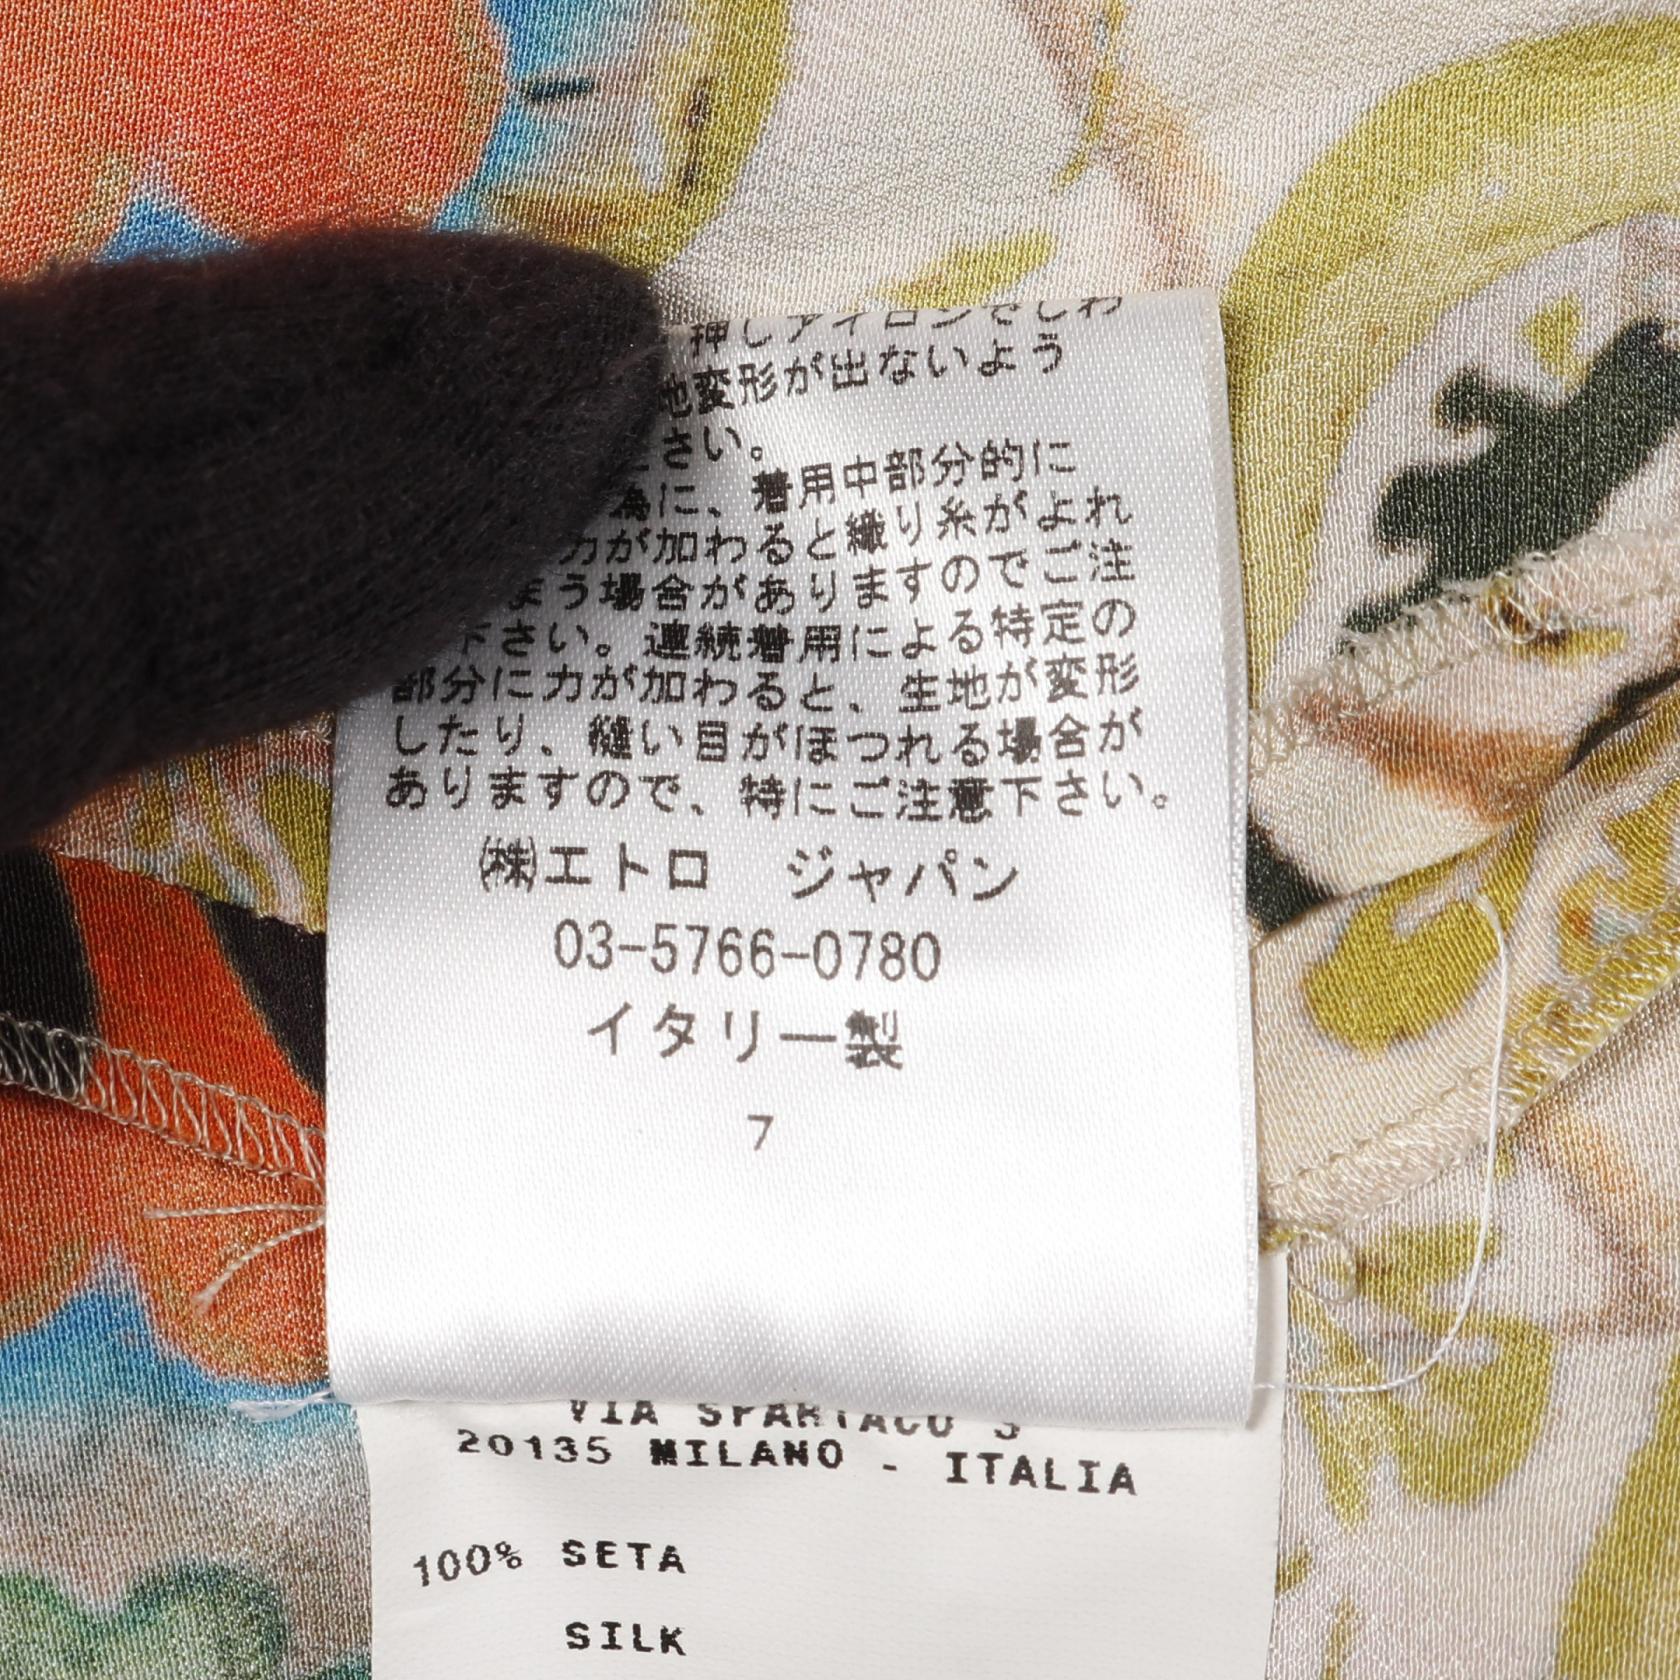 押しアイロンでしわ
地変形が出ないよう
さい。
為に、着用中部分的に
力が加わると織り糸がよれ
まう場合がありますのでご注
下さい。連続着用による特定の
部分に力が加わると、生地が変形
したり、縫い目がほつれる場合が
ありますので、特にご注意下さい。
㈱エトロ ジャパン
03-5766-0780
イタリー製
7
VIA SPARTACO 3
20135 MILANO - ITALIA
100% SETA
SILK